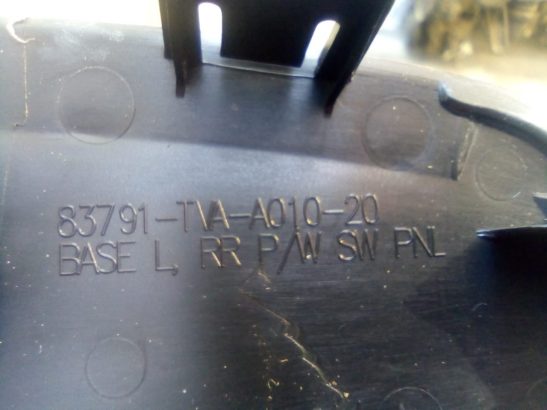 83791-TVA-A010-20
BASE L, RR P/W SW PNL